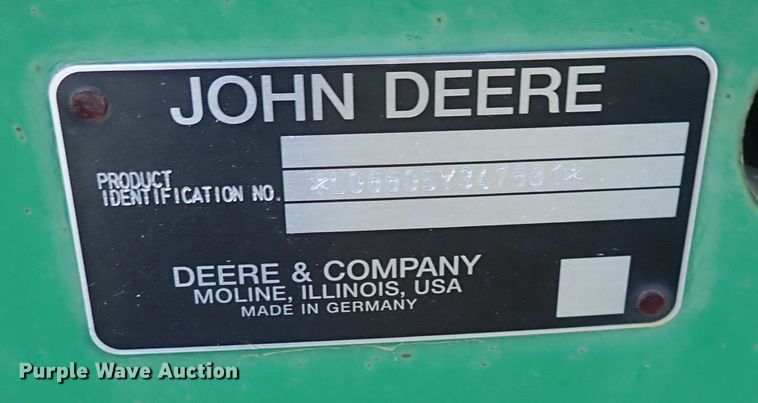 JOHN DEERE
PRODUCT
IDENTIFICATION NO.
DEERE & COMPANY
MOLINE, ILLINOIS, USA
MADE IN GERMANY
Purple Wave Auction